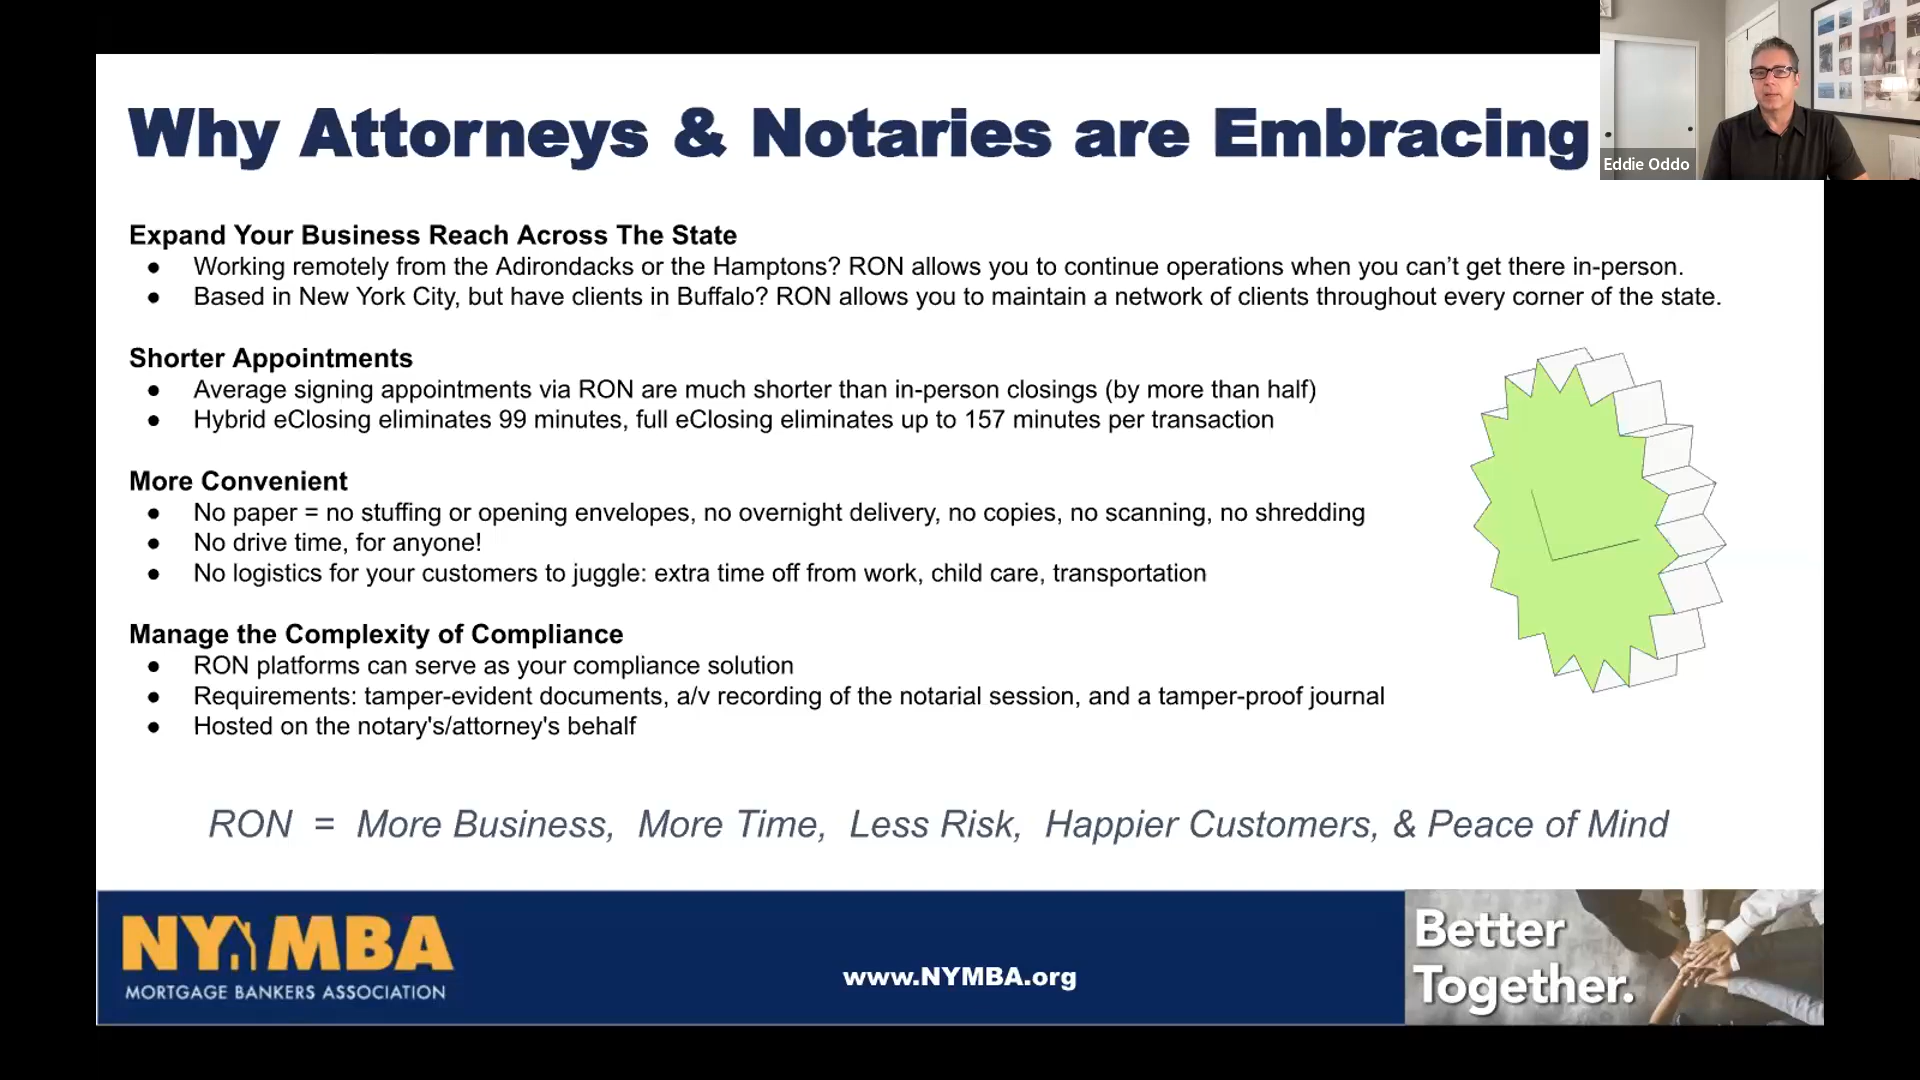 Why Attorneys & Notaries are Embracing
Eddie Oddo
Expand Your Business Reach Across The State
● Working remotely from the Adirondacks or the Hamptons? RON allows you to continue operations when you can’t get there in-person.
● Based in New York City, but have clients in Buffalo? RON allows you to maintain a network of clients throughout every corner of the state.
Shorter Appointments
● Average signing appointments via RON are much shorter than in-person closings (by more than half)
● Hybrid eClosing eliminates 99 minutes, full eClosing eliminates up to 157 minutes per transaction
More Convenient
● No paper = no stuffing or opening envelopes, no overnight delivery, no copies, no scanning, no shredding
● No drive time, for anyone!
● No logistics for your customers to juggle: extra time off from work, child care, transportation
Manage the Complexity of Compliance
● RON platforms can serve as your compliance solution
● Requirements: tamper-evident documents, a/v recording of the notarial session, and a tamper-proof journal
● Hosted on the notary's/attorney's behalf
RON = More Business, More Time, Less Risk, Happier Customers, & Peace of Mind
NYMBA
MORTGAGE BANKERS ASSOCIATION
www.NYMBA.org
Better
Together.